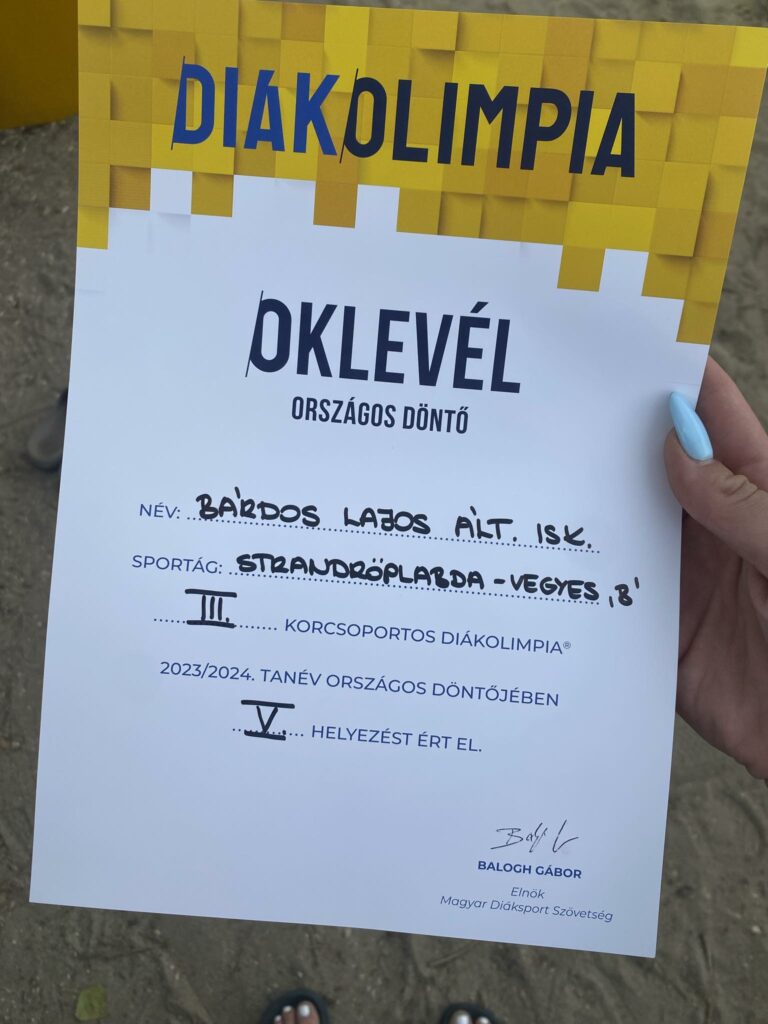 DIÁKOLIMPIA
OKLEVÉL
ORSZÁGOS DÖNTŐ
NÉV: BÁRDOS LAJOS ÁLT. ISK.
SPORTÁG: STRANDRÖPLABDA - VEGYES ,B'
III. KORCSOPORTOS DIÁKOLIMPIA®
2023/2024. TANÉV ORSZÁGOS DÖNTŐJÉBEN
V. HELYEZÉST ÉRT EL.
BALOGH GÁBOR
Elnök
Magyar Diáksport Szövetség